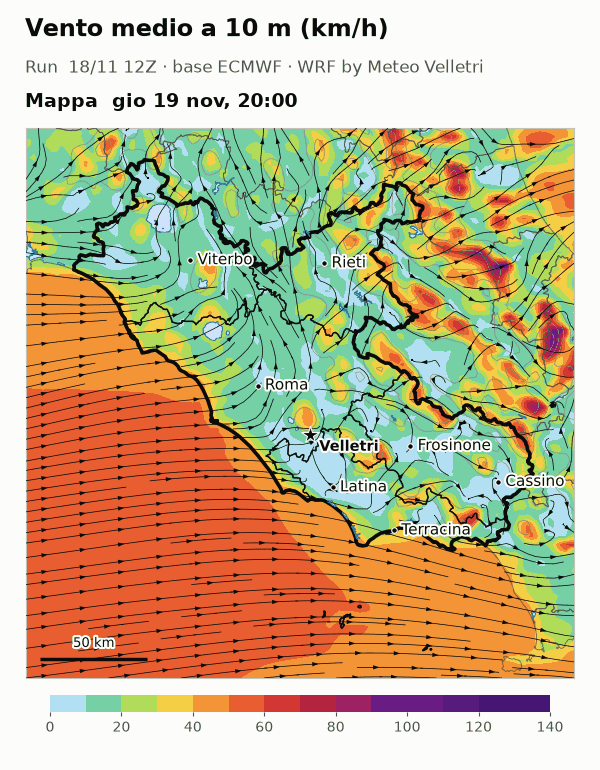 Vento medio a 10 m (km/h)
Run 18/11 12Z · base ECMWF · WRF by Meteo Velletri
Mappa gio 19 nov, 20:00
Viterbo
Rieti
Roma
Velletri
Frosinone
Latina
Cassino
Terracina
50 km
0 20 40 60 80 100 120 140